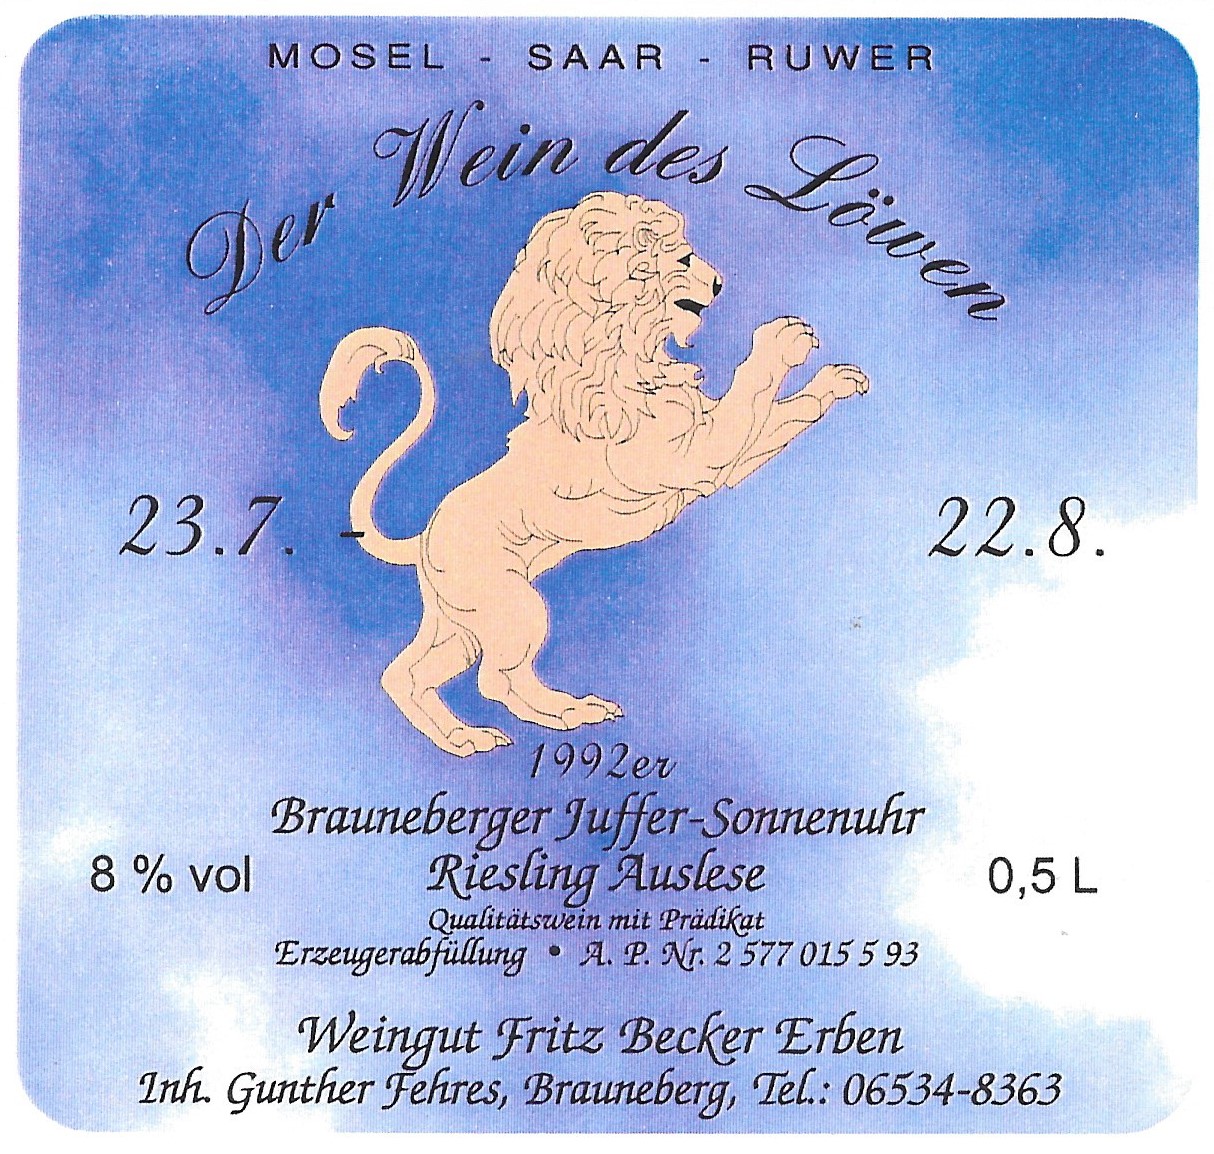 MOSEL - SAAR - RUWER
Der Wein des Löwen
23.7. - 22.8.
1992er
Brauneberger Juffer-Sonnenuhr
8 % vol Riesling Auslese 0,5 L
Qualitätswein mit Prädikat
Erzeugerabfüllung • A. P. Nr. 2 577 015 5 93
Weingut Fritz Becker Erben
Inh. Gunther Fehres, Brauneberg, Tel.: 06534-8363